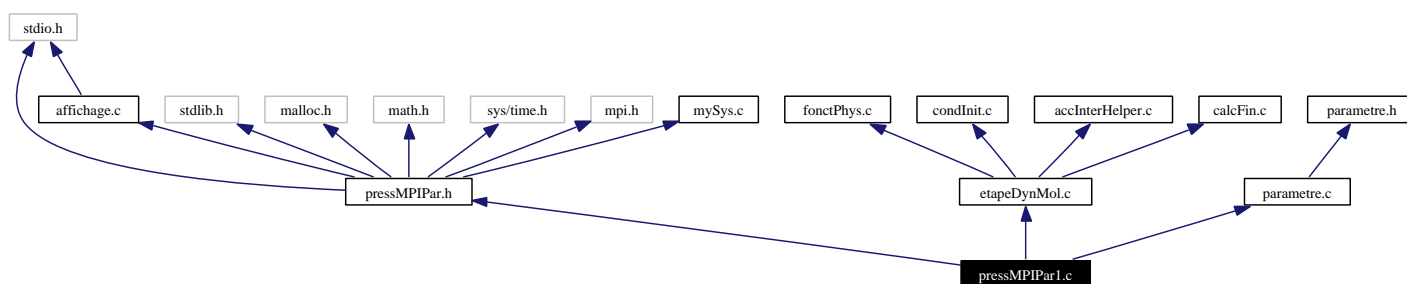 stdio.h
affichage.c
stdlib.h
malloc.h
math.h
sys/time.h
mpi.h
mySys.c
fonctPhys.c
condInit.c
accInterHelper.c
calcFin.c
parametre.h
pressMPIPar.h
etapeDynMol.c
parametre.c
pressMPIPar1.c